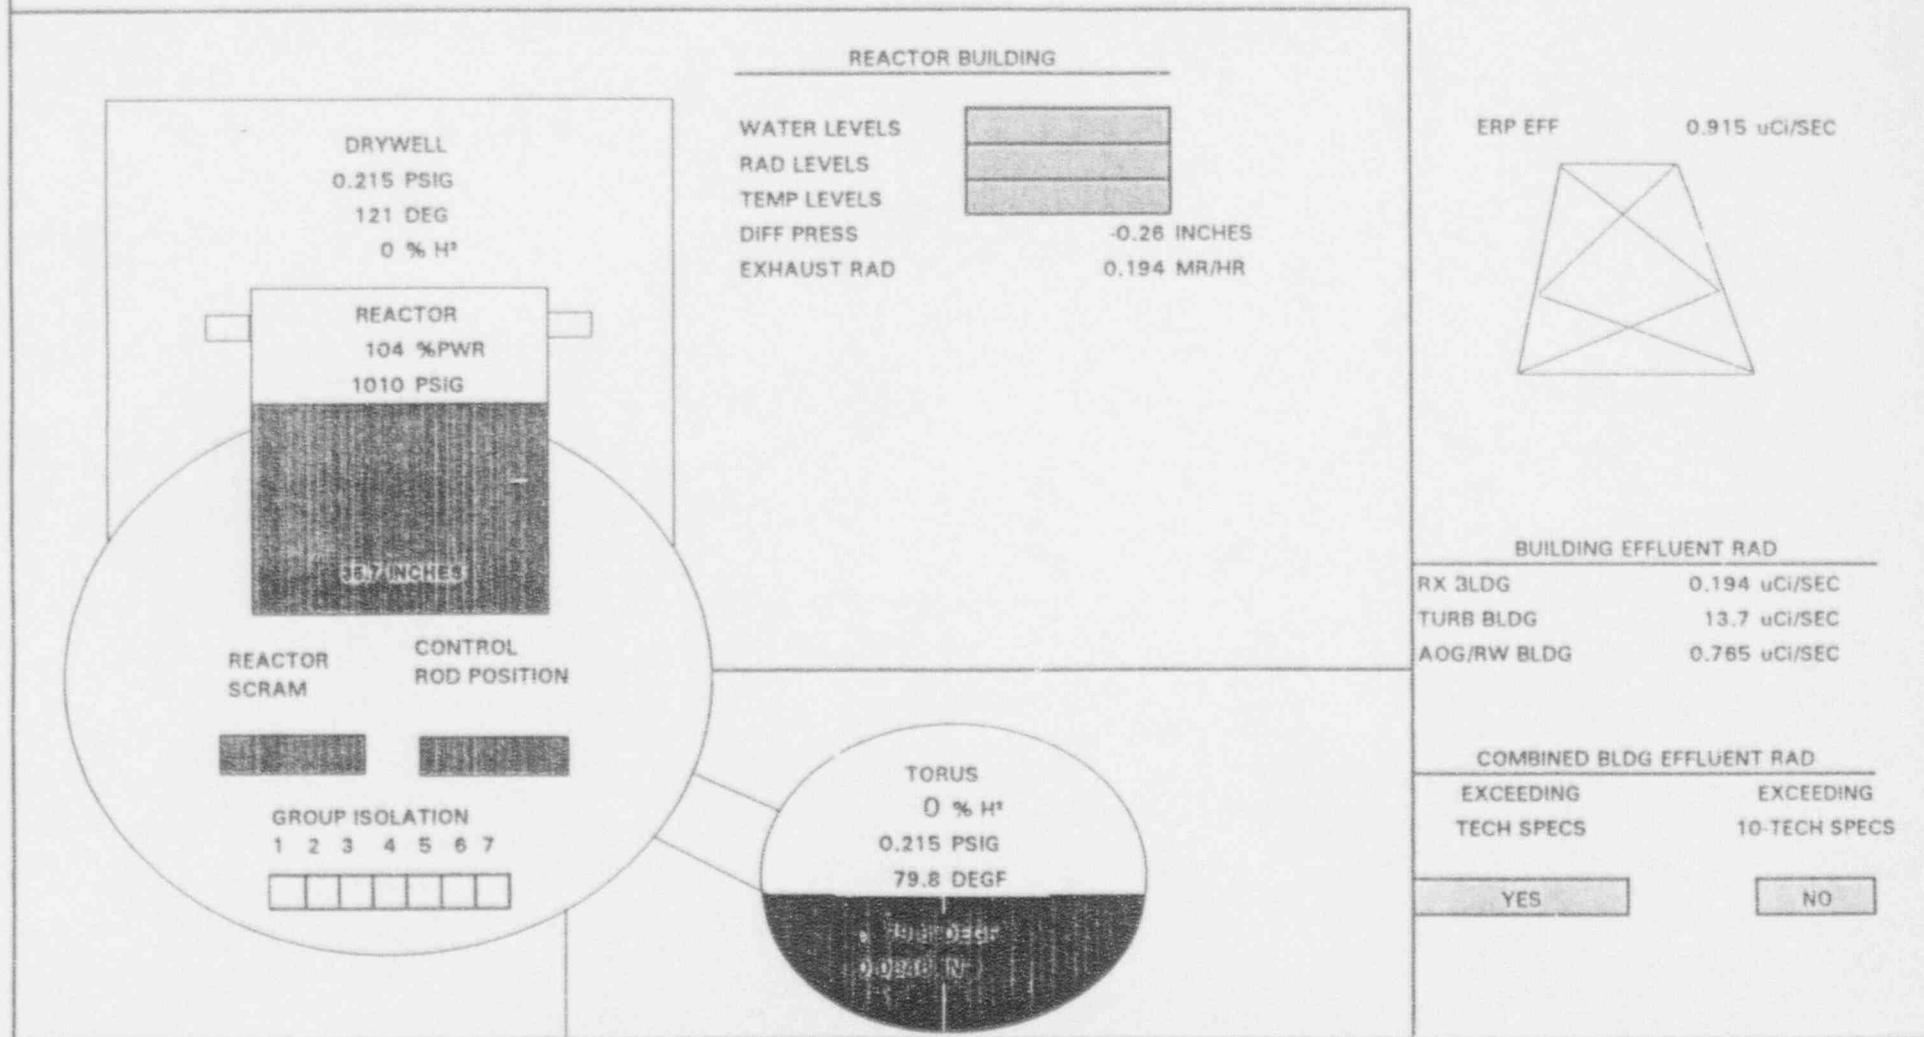 DRYWELL
0.215 PSIG
121 DEG
0 % H²
REACTOR
104 %PWR
1010 PSIG
INCHES
REACTOR
SCRAM
CONTROL
ROD POSITION
GROUP ISOLATION
1 2 3 4 5 6 7
REACTOR BUILDING
WATER LEVELS
RAD LEVELS
TEMP LEVELS
DIFF PRESS -0.26 INCHES
EXHAUST RAD 0.194 MR/HR
TORUS
0 % H²
0.215 PSIG
79.8 DEGF
DEGF
ERP EFF 0.915 uCi/SEC
BUILDING EFFLUENT RAD
RX BLDG 0.194 uCi/SEC
TURB BLDG 13.7 uCi/SEC
AOG/RW BLDG 0.765 uCi/SEC
COMBINED BLDG EFFLUENT RAD
EXCEEDING
TECH SPECS
YES
EXCEEDING
10-TECH SPECS
NO